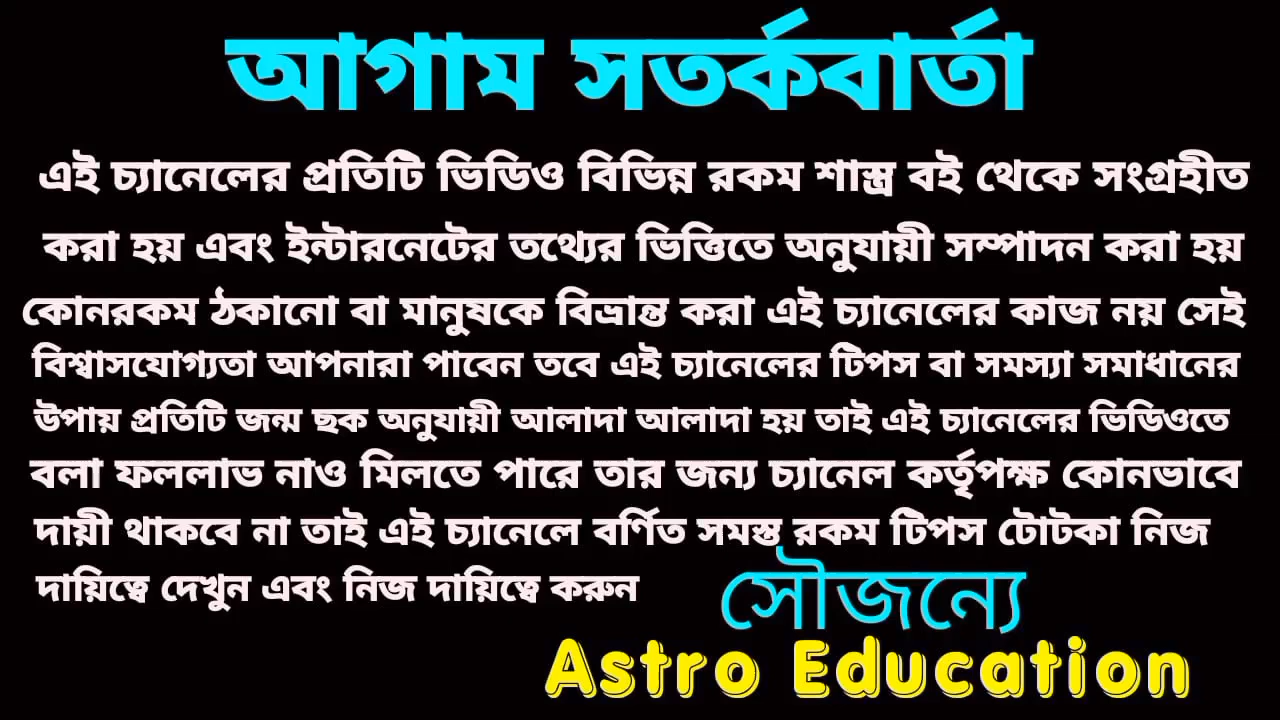 আগাম সতর্কবার্তা
এই চ্যানেলের প্রতিটি ভিডিও বিভিন্ন রকম শাস্ত্র বই থেকে সংগ্রহীত
করা হয় এবং ইন্টারনেটের তথ্যের ভিত্তিতে অনুযায়ী সম্পাদন করা হয়
কোনরকম ঠকানো বা মানুষকে বিভ্রান্ত করা এই চ্যানেলের কাজ নয় সেই
বিশ্বাসযোগ্যতা আপনারা পাবেন তবে এই চ্যানেলের টিপস বা সমস্যা সমাধানের
উপায় প্রতিটি জন্ম ছক অনুযায়ী আলাদা আলাদা হয় তাই এই চ্যানেলের ভিডিওতে
বলা ফললাভ নাও মিলতে পারে তার জন্য চ্যানেল কর্তৃপক্ষ কোনভাবে
দায়ী থাকবে না তাই এই চ্যানেলে বর্ণিত সমস্ত রকম টিপস টোটকা নিজ
দায়িত্বে দেখুন এবং নিজ দায়িত্বে করুন
সৌজন্যে
Astro Education